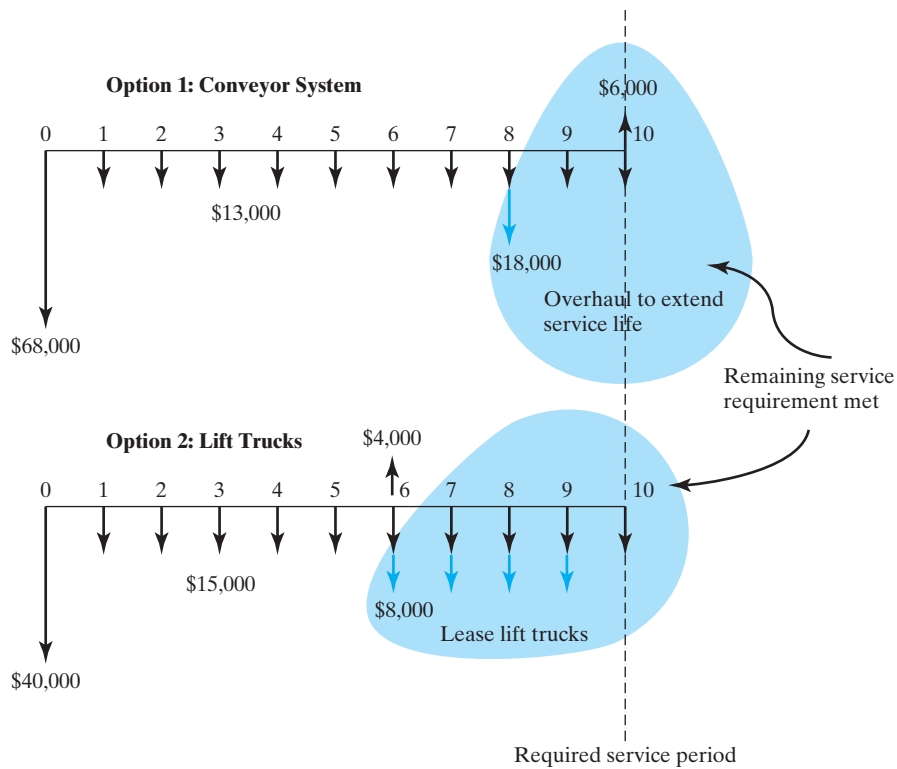 Option 1: Conveyor System
$6,000
0 1 2 3 4 5 6 7 8 9 10
$13,000
$18,000
Overhaul to extend
service life
$68,000
Remaining service
requirement met
Option 2: Lift Trucks
$4,000
0 1 2 3 4 5 6 7 8 9 10
$15,000
$8,000
Lease lift trucks
$40,000
Required service period